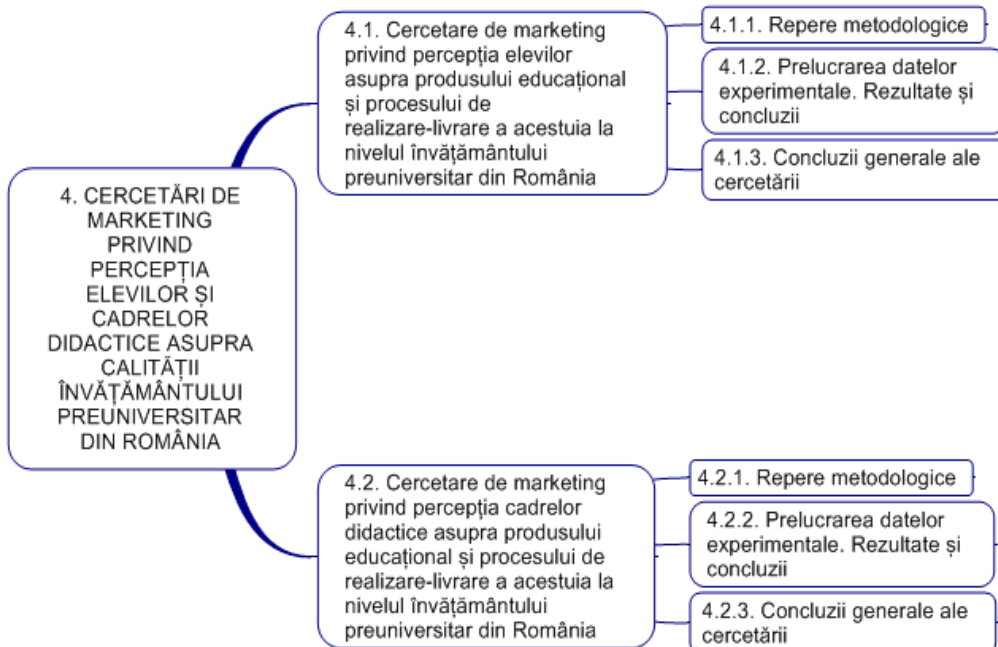 4. CERCETĂRI DE
MARKETING
PRIVIND
PERCEPȚIA
ELEVILOR ȘI
CADRELOR
DIDACTICE ASUPRA
CALITĂȚII
ÎNVĂȚĂMÂNTULUI
PREUNIVERSITAR
DIN ROMÂNIA
4.1. Cercetare de marketing
privind percepția elevilor
asupra produsului educațional
și procesului de
realizare-livrare a acestuia la
nivelul învățământului
preuniversitar din România
4.1.1. Repere metodologice
4.1.2. Prelucrarea datelor
experimentale. Rezultate și
concluzii
4.1.3. Concluzii generale ale
cercetării
4.2. Cercetare de marketing
privind percepția cadrelor
didactice asupra produsului
educațional și procesului de
realizare-livrare a acestuia la
nivelul învățământului
preuniversitar din România
4.2.1. Repere metodologice
4.2.2. Prelucrarea datelor
experimentale. Rezultate și
concluzii
4.2.3. Concluzii generale ale
cercetării